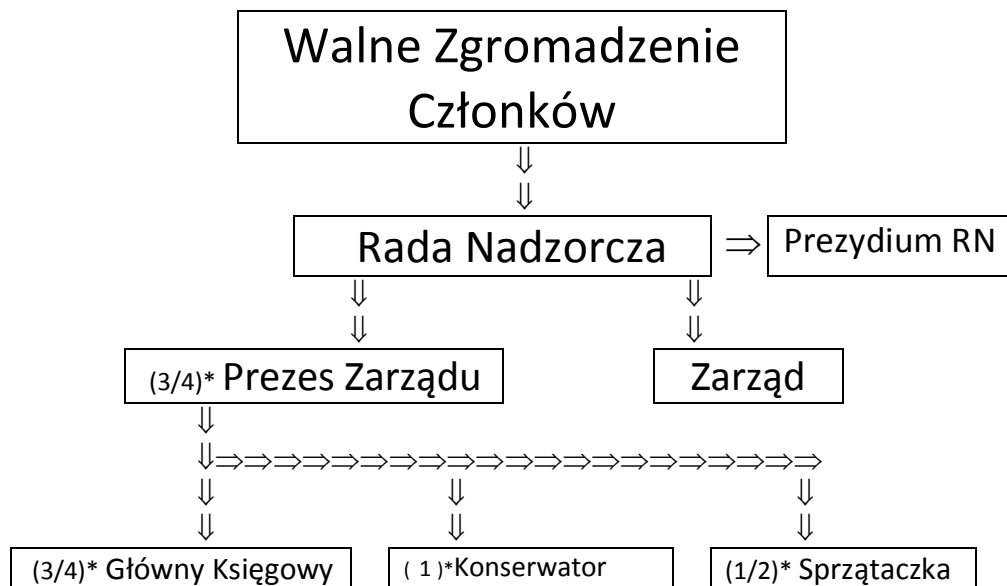 Walne Zgromadzenie
Członków
⇓
⇓
Rada Nadzorcza ⇒ Prezydium RN
⇓ ⇓
⇓ ⇓
(3/4)* Prezes Zarządu Zarząd
⇓
⇓⇒⇒⇒⇒⇒⇒⇒⇒⇒⇒⇒⇒⇒⇒⇒⇒⇒⇒⇒⇒⇒
⇓ ⇓ ⇓
⇓ ⇓ ⇓
(3/4)* Główny Księgowy ( 1 )*Konserwator (1/2)* Sprzątaczka